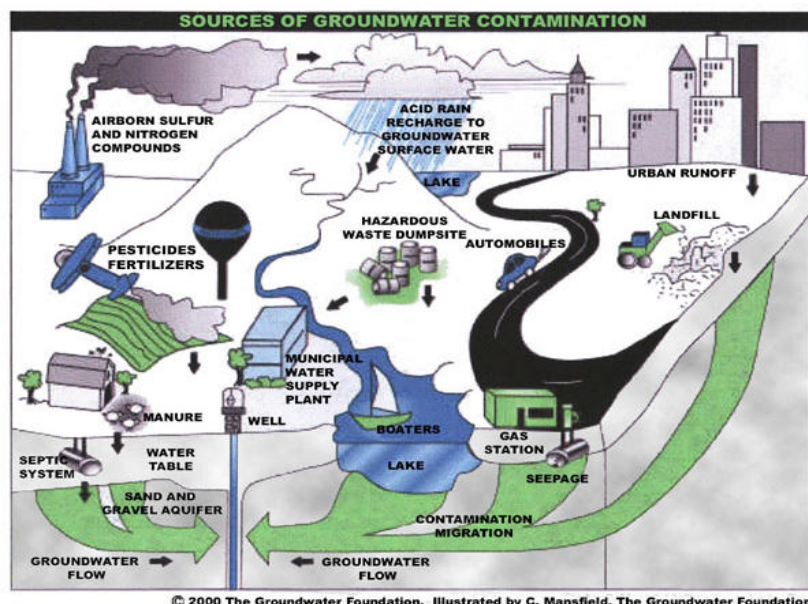 SOURCES OF GROUNDWATER CONTAMINATION
AIRBORN SULFUR
AND NITROGEN
COMPOUNDS
ACID RAIN
RECHARGE TO
GROUNDWATER
SURFACE WATER
LAKE
URBAN RUNOFF
PESTICIDES
FERTILIZERS
HAZARDOUS
WASTE DUMPSITE
AUTOMOBILES
LANDFILL
MUNICIPAL
WATER
SUPPLY
PLANT
MANURE
WELL
BOATERS
GAS
STATION
SEPTIC
SYSTEM
WATER
TABLE
LAKE
SEEPAGE
SAND AND
GRAVEL AQUIFER
CONTAMINATION
MIGRATION
GROUNDWATER
FLOW
GROUNDWATER
FLOW
© 2000 The Groundwater Foundation. Illustrated by C. Mansfield, The Groundwater Foundation